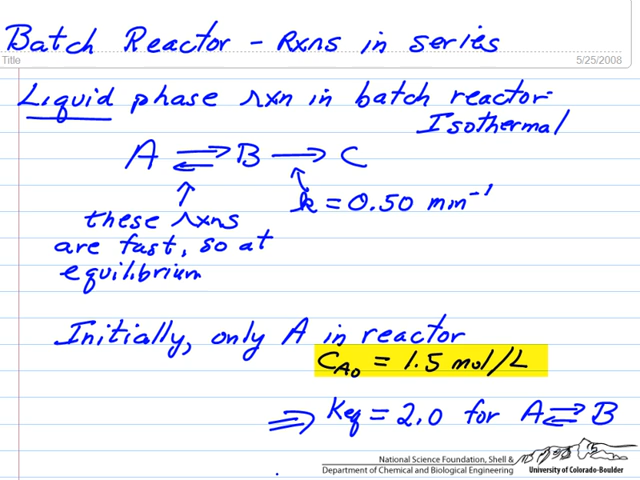 Batch Reactor - Rxns in series
Title
5/25/2008
Liquid phase rxn in batch reactor
Isothermal
A ⇌ B → C
k = 0.50 min⁻¹
these rxns
are fast, so at
equilibrium
Initially, only A in reactor
C_A₀ = 1.5 mol/L
⇒ Keq = 2.0 for A ⇌ B
National Science Foundation, Shell &
Department of Chemical and Biological Engineering
University of Colorado-Boulder